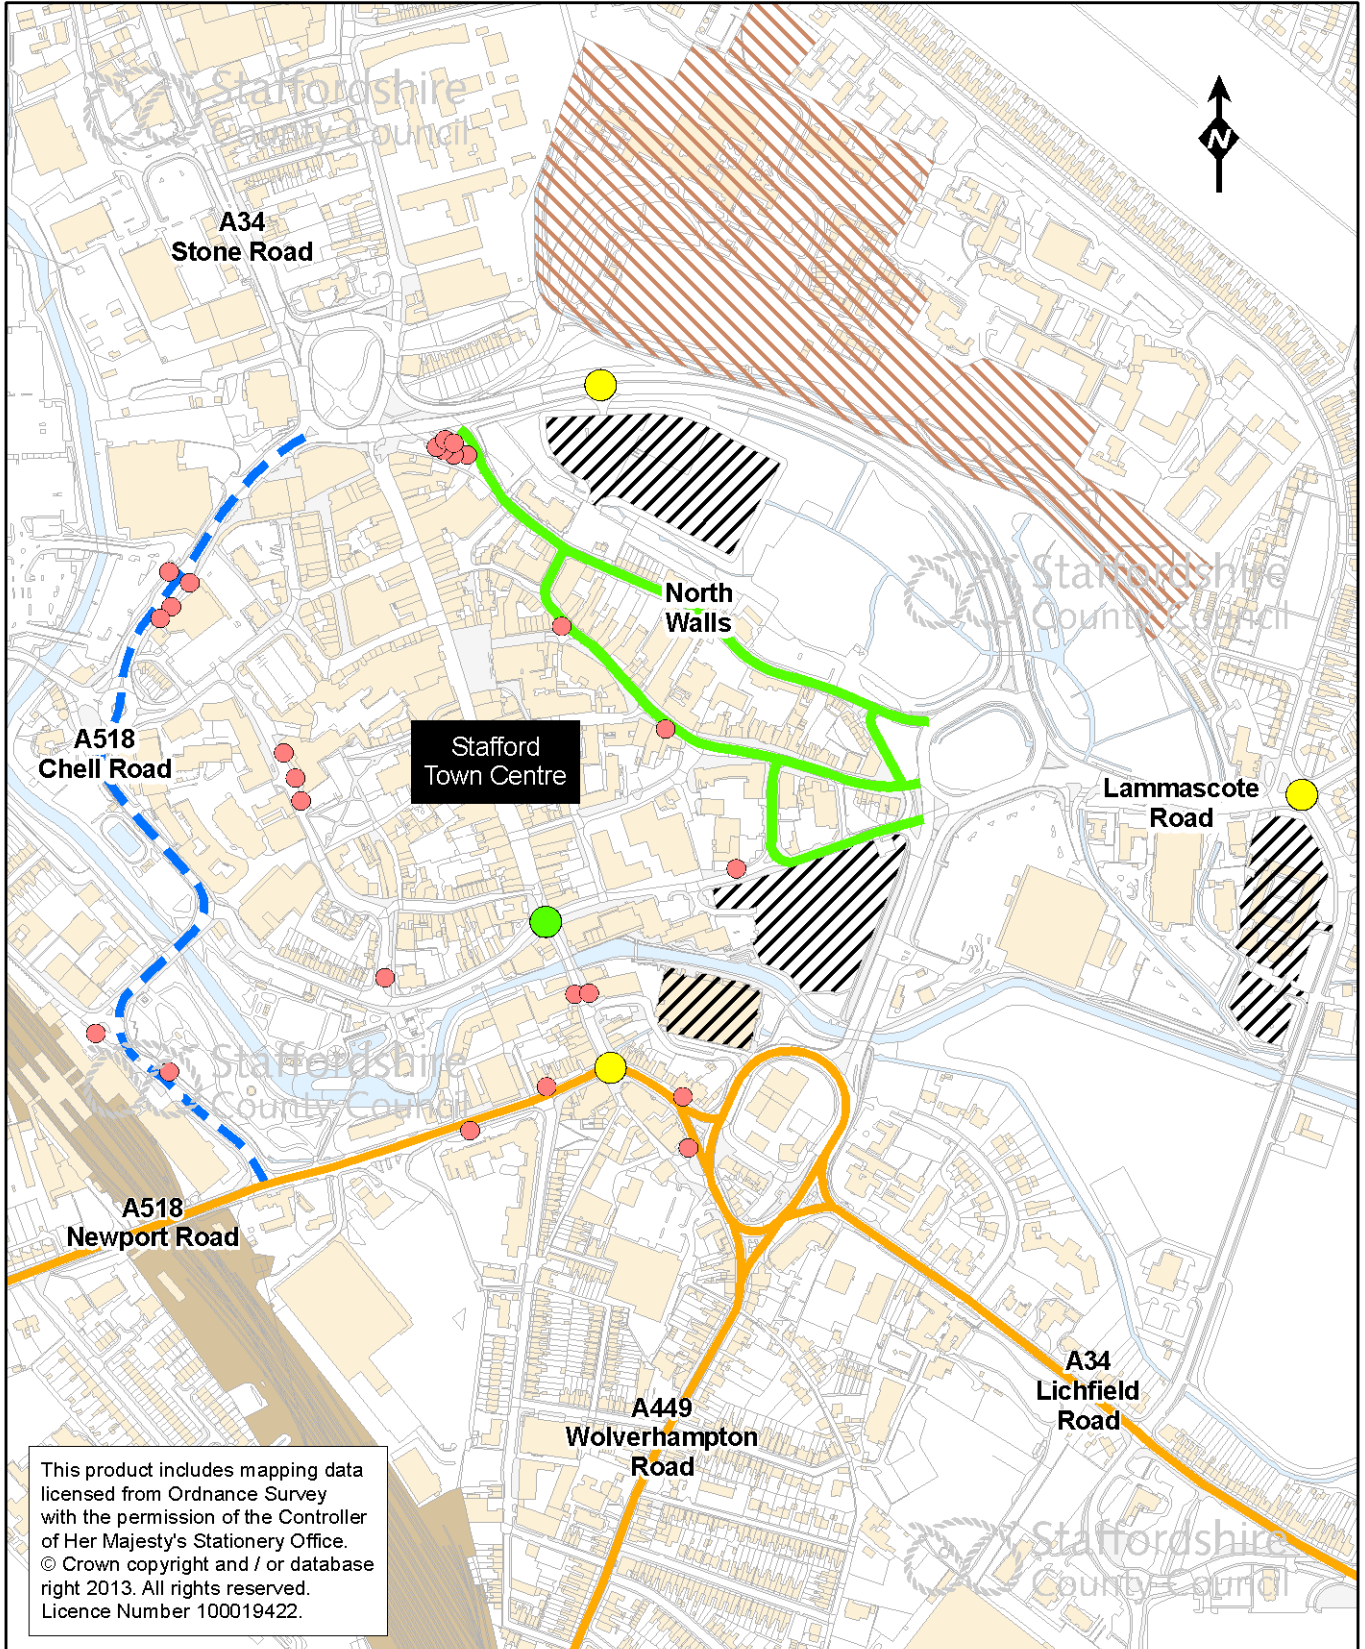 Staffordshire
County Council
N
A34
Stone Road
Staffordshire
County Council
North
Walls
A518
Chell Road
Stafford
Town Centre
Lammascote
Road
Staffordshire
County Council
A518
Newport Road
A34
Lichfield
Road
A449
Wolverhampton
Road
This product includes mapping data
licensed from Ordnance Survey
with the permission of the Controller
of Her Majesty's Stationery Office.
© Crown copyright and / or database
right 2013. All rights reserved.
Licence Number 100019422.
Staffordshire
County Council